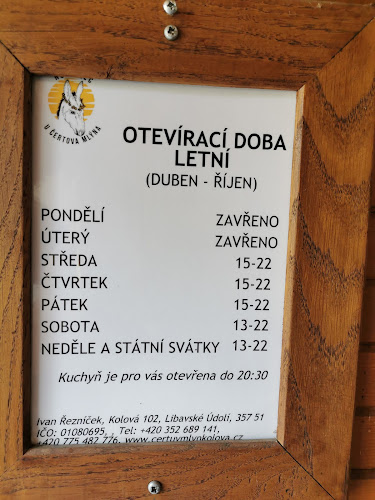 U ČERTOVA MLÝNA
OTEVÍRACÍ DOBA
LETNÍ
(DUBEN - ŘÍJEN)
PONDĚLÍ ZAVŘENO
ÚTERÝ ZAVŘENO
STŘEDA 15-22
ČTVRTEK 15-22
PÁTEK 15-22
SOBOTA 13-22
NEDĚLE A STÁTNÍ SVÁTKY 13-22
Kuchyň je pro vás otevřena do 20:30
Ivan Řezníček, Kolová 102, Libavské Údolí, 357 51
IČO: 01080695, , Tel: +420 352 689 141,
+420 775 482 776, www.certuvmlynkolova.cz